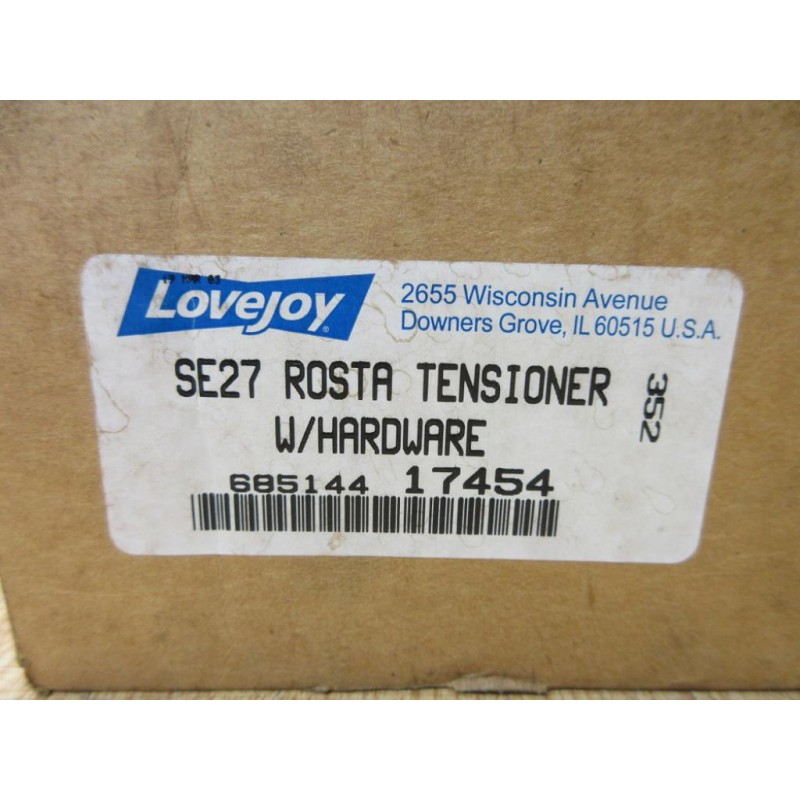 Lovejoy®
2655 Wisconsin Avenue
Downers Grove, IL 60515 U.S.A.
SE27 ROSTA TENSIONER
W/HARDWARE
352
685144 17454